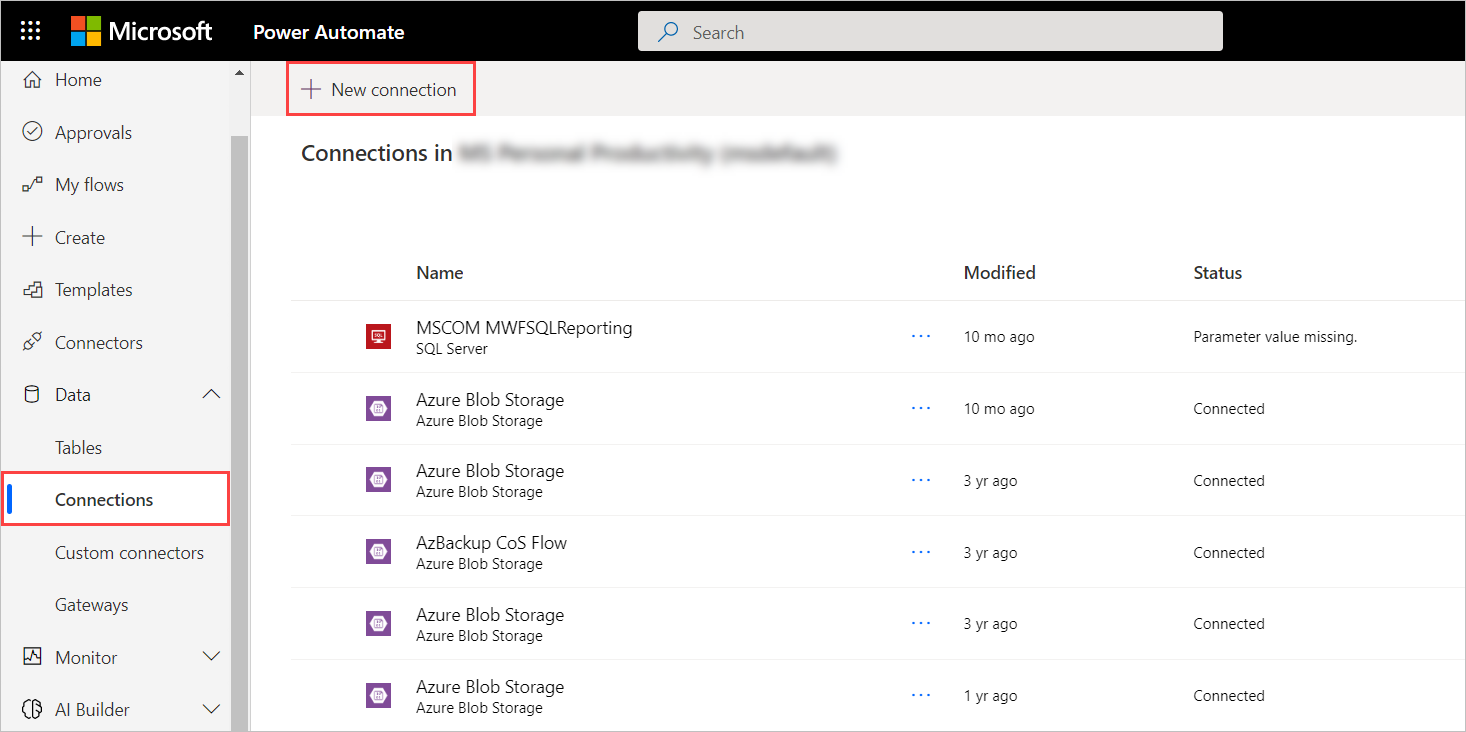 Microsoft Power Automate Search
Home
Approvals
My flows
Create
Templates
Connectors
Data
Tables
Connections
Custom connectors
Gateways
Monitor
AI Builder
New connection
Connections in
Name Modified Status
MSCOM MWFSQLReporting
SQL Server
10 mo ago
Parameter value missing.
Azure Blob Storage
Azure Blob Storage
10 mo ago
Connected
Azure Blob Storage
Azure Blob Storage
3 yr ago
Connected
AzBackup CoS Flow
Azure Blob Storage
3 yr ago
Connected
Azure Blob Storage
Azure Blob Storage
3 yr ago
Connected
Azure Blob Storage
Azure Blob Storage
1 yr ago
Connected